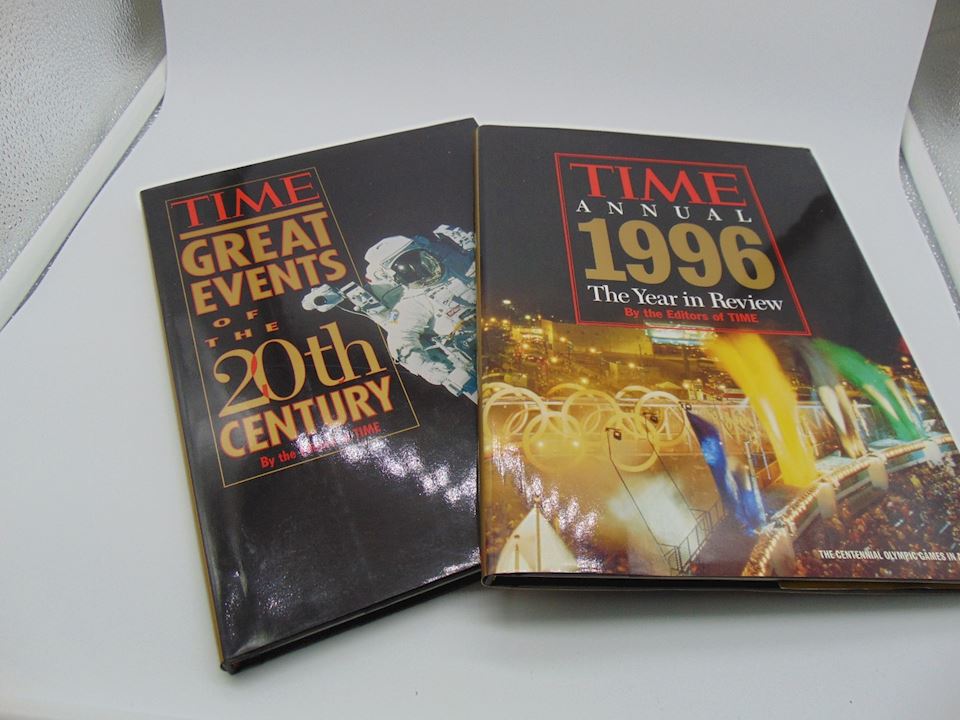 TIME
GREAT
EVENTS
OF
THE
20th
CENTURY
By the TIME
TIME
ANNUAL
1996
The Year in Review
By the Editors of TIME
THE CENTENNIAL OLYMPIC GAMES IN